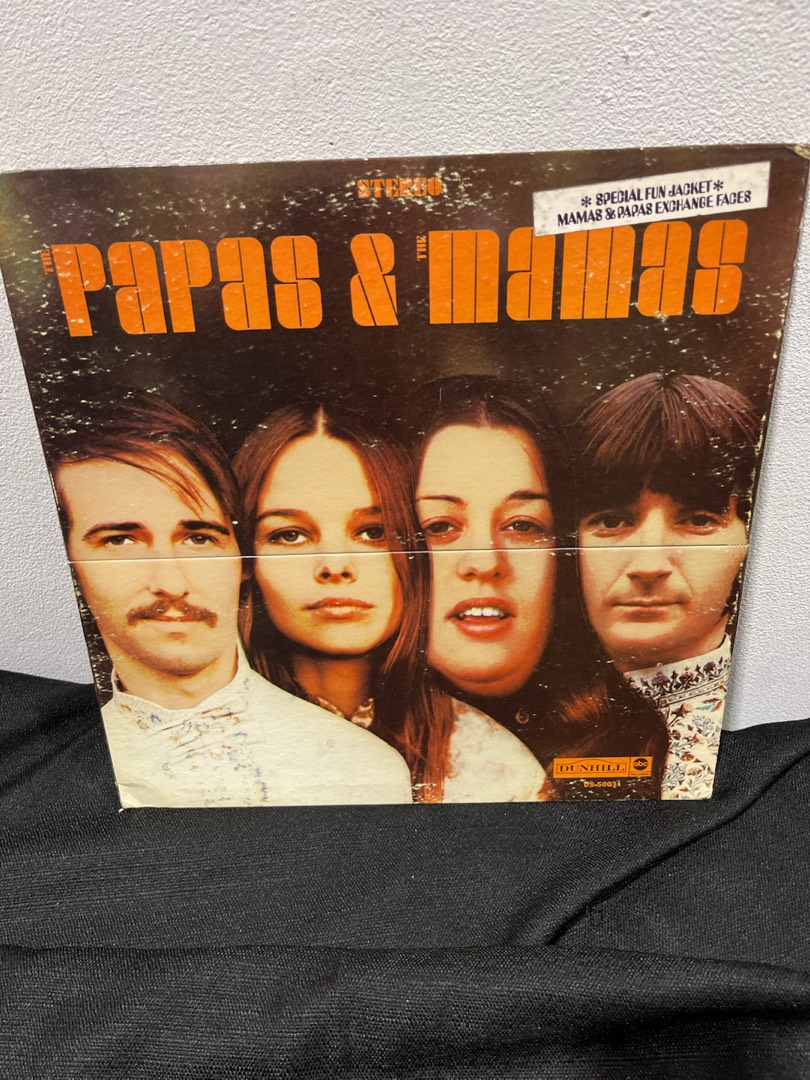 STEREO
* SPECIAL FUN JACKET *
MAMAS & PAPAS EXCHANGE FACES
THE PAPAS & THE MAMAS
DUNHILL abc
DS-50031